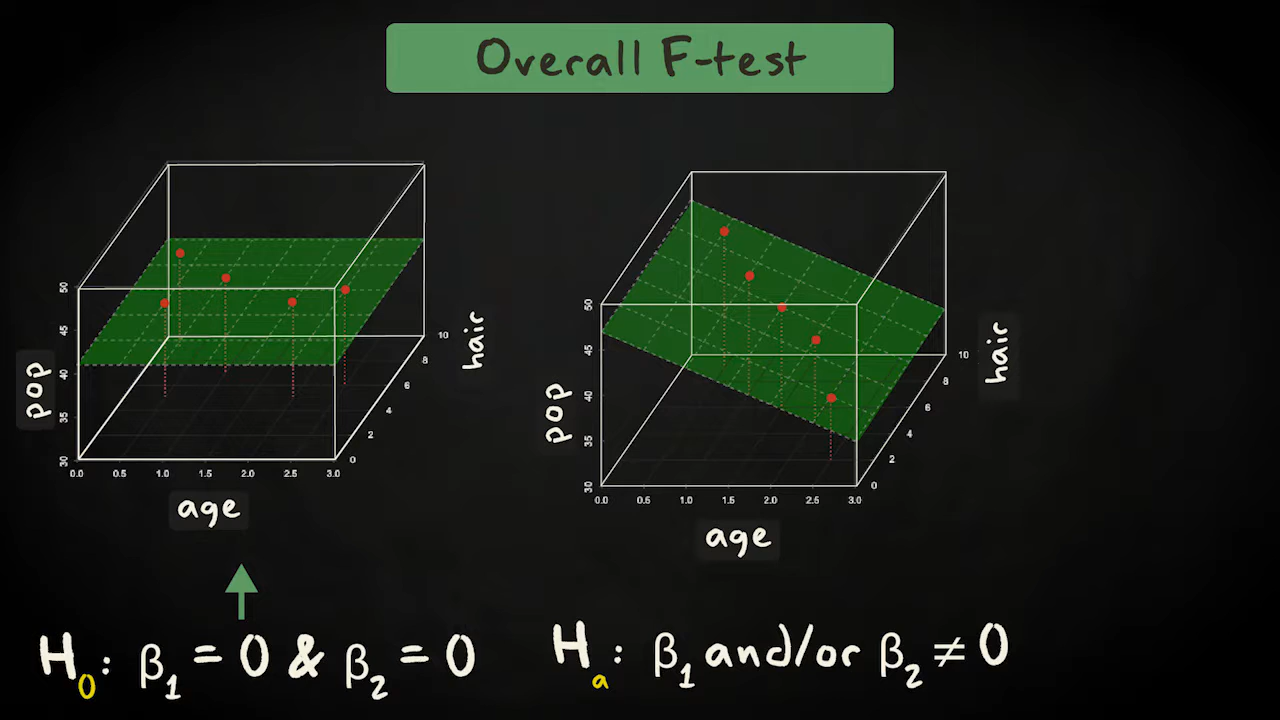 Overall F-test
50
45
40
35
30
pop
0.0 0.5 1.0 1.5 2.0 2.5 3.0
age
0
2
4
6
8
10
hair
50
45
40
35
30
pop
0.0 0.5 1.0 1.5 2.0 2.5 3.0
age
0
2
4
6
8
10
hair
H₀: β₁ = 0 & β₂ = 0
Hₐ: β₁ and/or β₂ ≠ 0